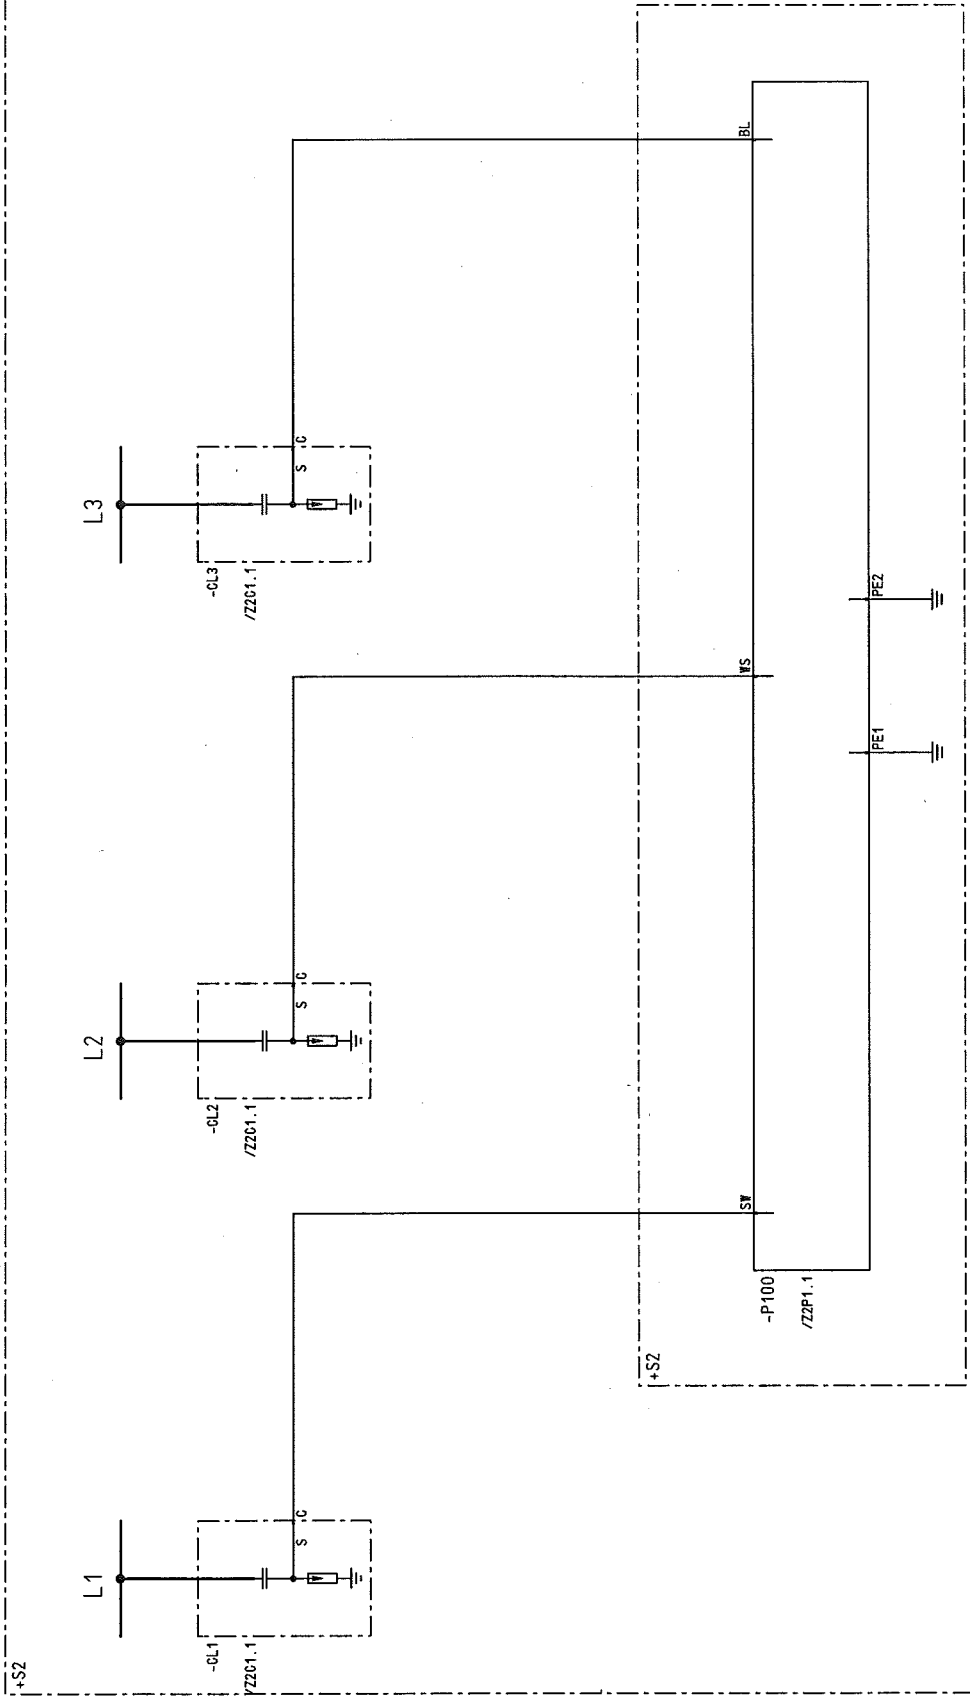 +S2
L1
-CL1
/Z2C1.1
S
C
L2
-CL2
/Z2C1.1
S
C
L3
-CL3
/Z2C1.1
S
C
+S2
-P100
/Z2P1.1
SW
WS
BL
PE1
PE2